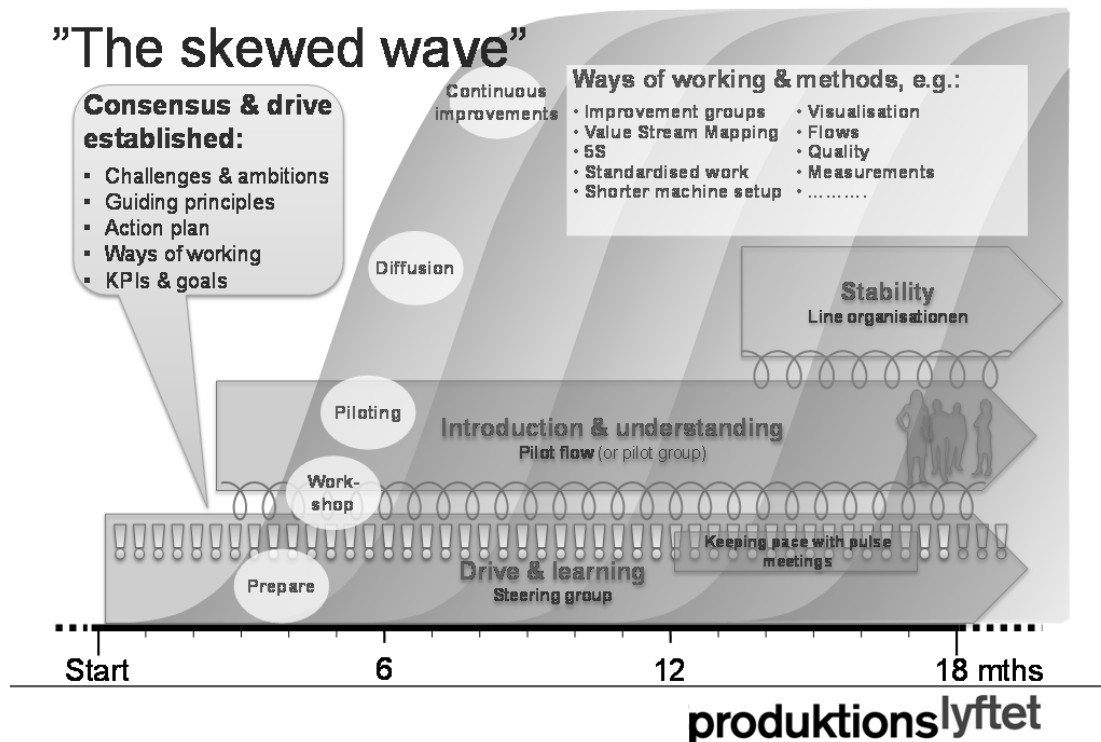 ”The skewed wave”
Consensus & drive
established:
▪ Challenges & ambitions
▪ Guiding principles
▪ Action plan
▪ Ways of working
▪ KPIs & goals
Continuous
improvements
Ways of working & methods, e.g.:
• Improvement groups
• Value Stream Mapping
• 5S
• Standardised work
• Shorter machine setup
• Visualisation
• Flows
• Quality
• Measurements
• ……….
Diffusion
Stability
Line organisationen
Piloting
Introduction & understanding
Pilot flow (or pilot group)
Work-
shop
Keeping pace with pulse
meetings
Prepare
Drive & learning
Steering group
Start 6 12 18 mths
produktionslyftet